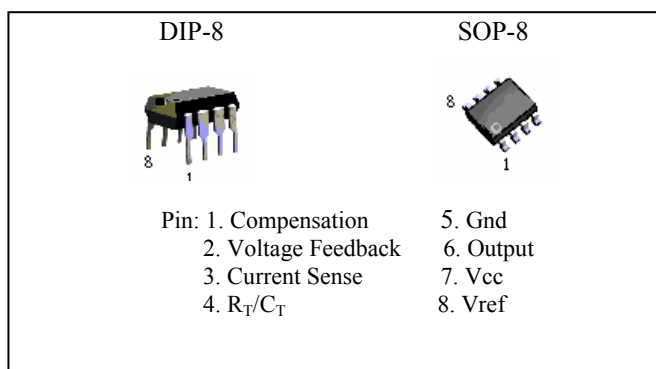 DIP-8 SOP-8
8
1
8
1
Pin: 1. Compensation 5. Gnd
2. Voltage Feedback 6. Output
3. Current Sense 7. Vcc
4. RT/CT 8. Vref